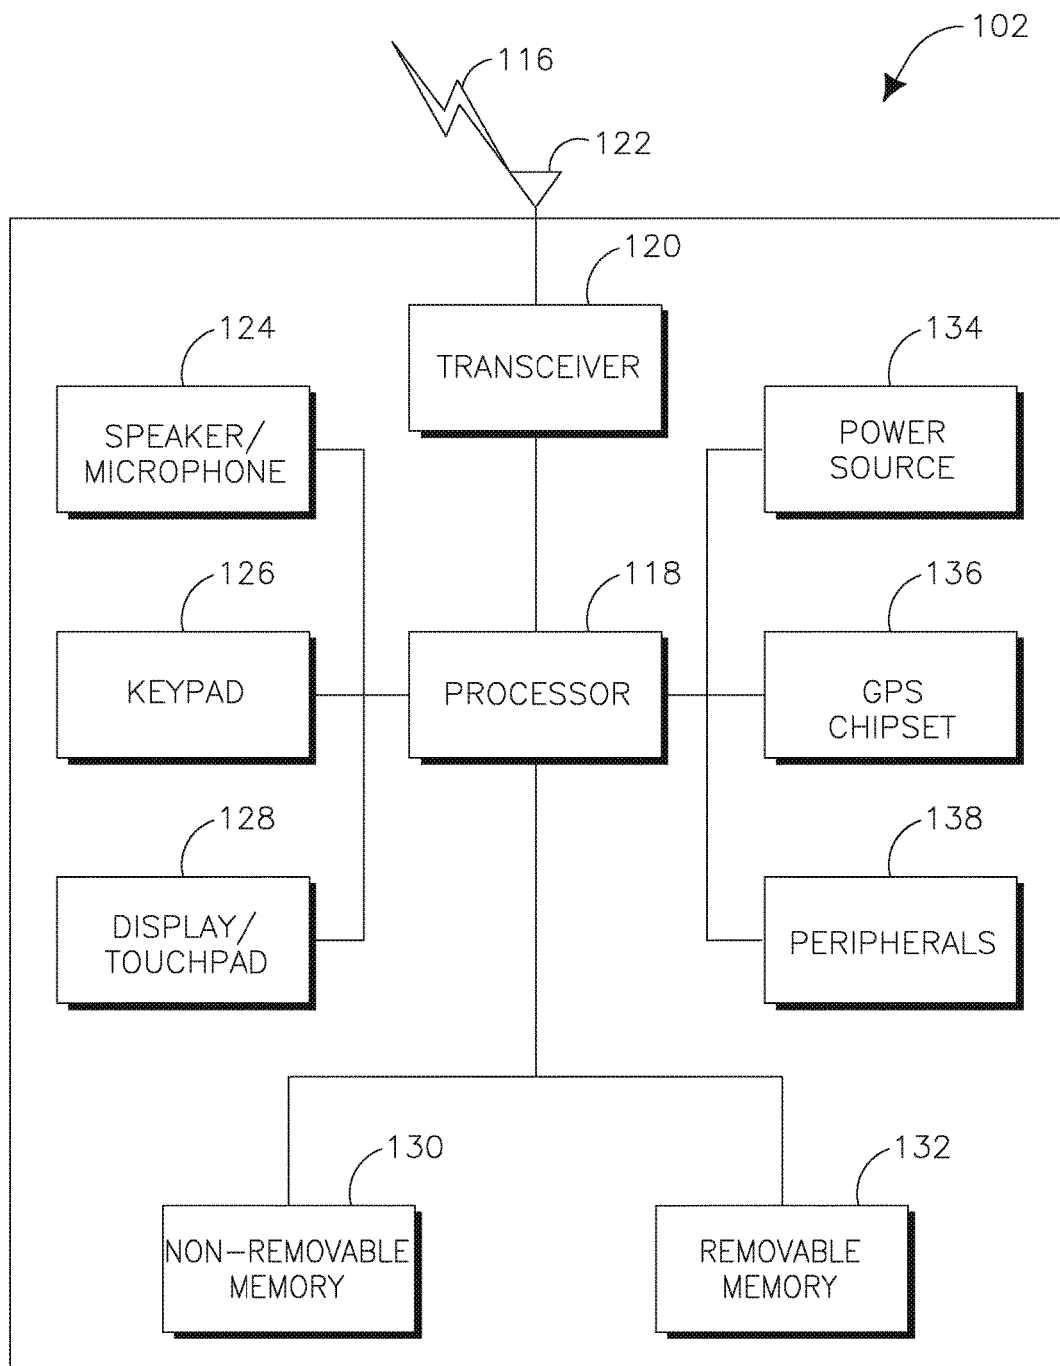 102
116
122
120
TRANSCEIVER
124
SPEAKER/
MICROPHONE
134
POWER
SOURCE
126
KEYPAD
118
PROCESSOR
136
GPS
CHIPSET
128
DISPLAY/
TOUCHPAD
138
PERIPHERALS
130
NON-REMOVABLE
MEMORY
132
REMOVABLE
MEMORY